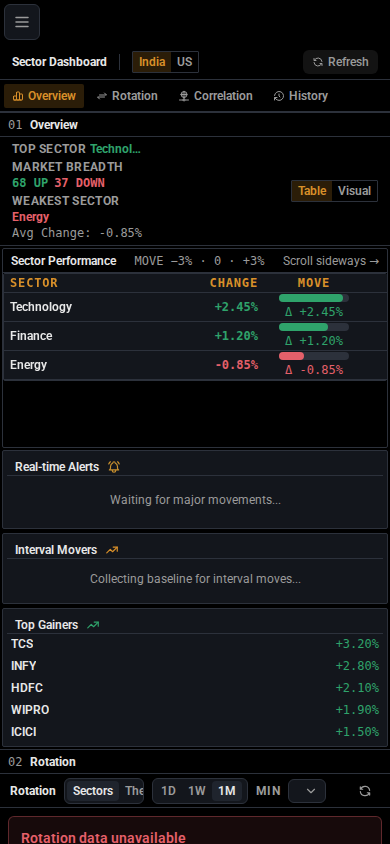 Sector Dashboard India US Refresh
Overview Rotation Correlation History
01 Overview
TOP SECTOR Technol…
MARKET BREADTH
68 UP 37 DOWN
WEAKEST SECTOR
Energy
Avg Change: -0.85%
Table Visual
Sector Performance MOVE −3% · 0 · +3% Scroll sideways →
SECTOR CHANGE MOVE
Technology +2.45% Δ +2.45%
Finance +1.20% Δ +1.20%
Energy -0.85% Δ -0.85%
Real-time Alerts
Waiting for major movements...
Interval Movers
Collecting baseline for interval moves...
Top Gainers
TCS +3.20%
INFY +2.80%
HDFC +2.10%
WIPRO +1.90%
ICICI +1.50%
02 Rotation
Rotation Sectors The 1D 1W 1M MIN
Rotation data unavailable